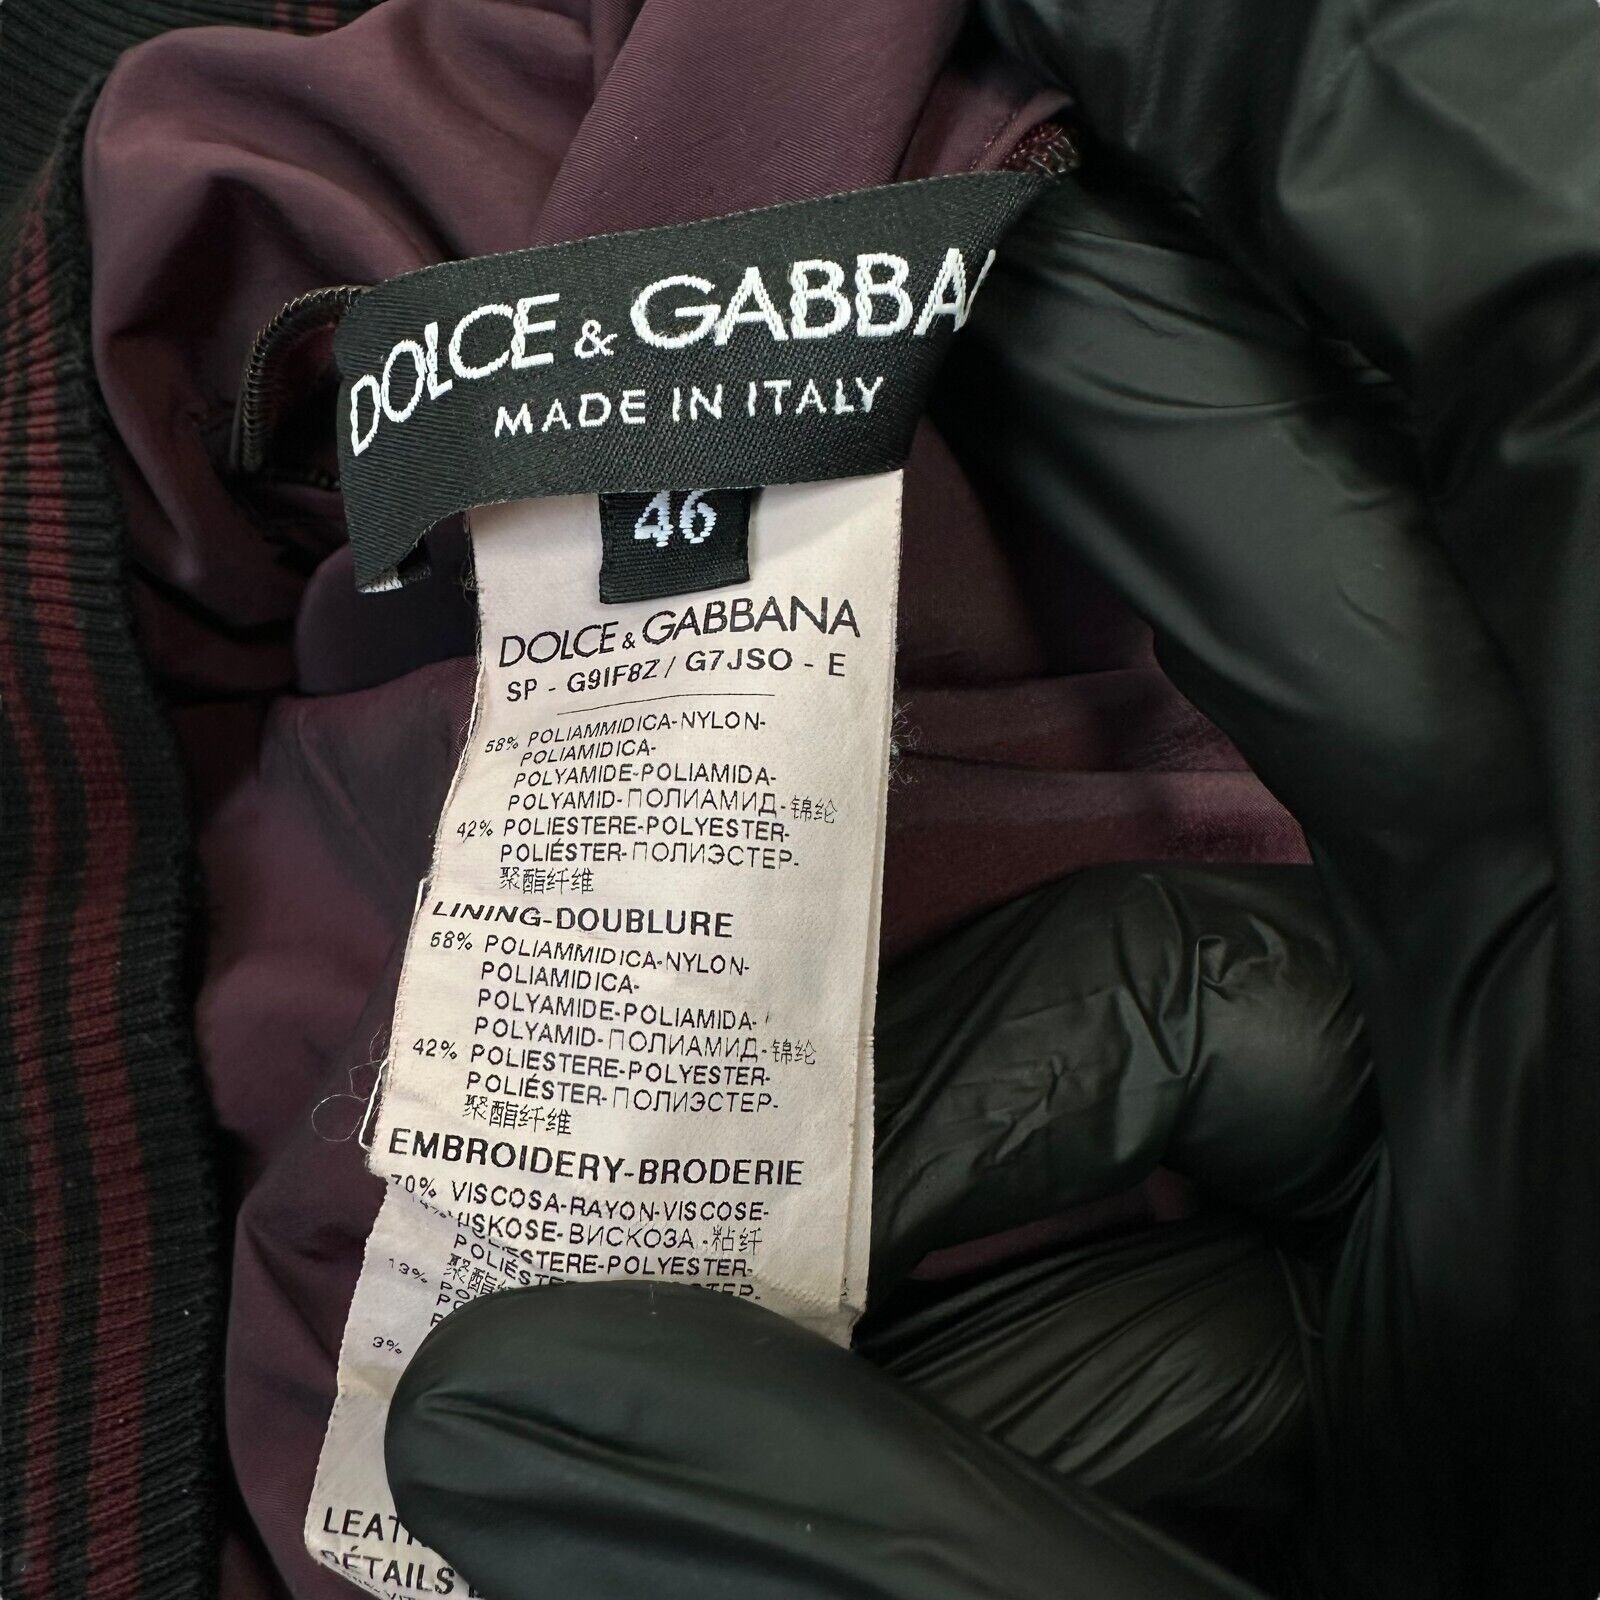 DOLCE & GABBA
MADE IN ITALY
46
DOLCE & GABBANA
SP - G9IF8Z / G7JSO - E
58% POLIAMMIDICA-NYLON-
POLIAMIDICA-
POLYAMIDE-POLIAMIDA-
POLYAMID-ПОЛИАМИД-锦纶
42% POLIESTERE-POLYESTER-
POLIÉSTER-ПОЛИЭСТЕР-
聚酯纤维
LINING-DOUBLURE
58% POLIAMMIDICA-NYLON-
POLIAMIDICA-
POLYAMIDE-POLIAMIDA-
POLYAMID-ПОЛИАМИД-锦纶
42% POLIESTERE-POLYESTER-
POLIÉSTER-ПОЛИЭСТЕР-
聚酯纤维
EMBROIDERY-BRODERIE
70% VISCOSA-RAYON-VISCOSE-
VISKOSE-ВИСКОЗА-粘纤
14% POLIESTERE-POLYESTER-
13%
3%
DÉTAILS